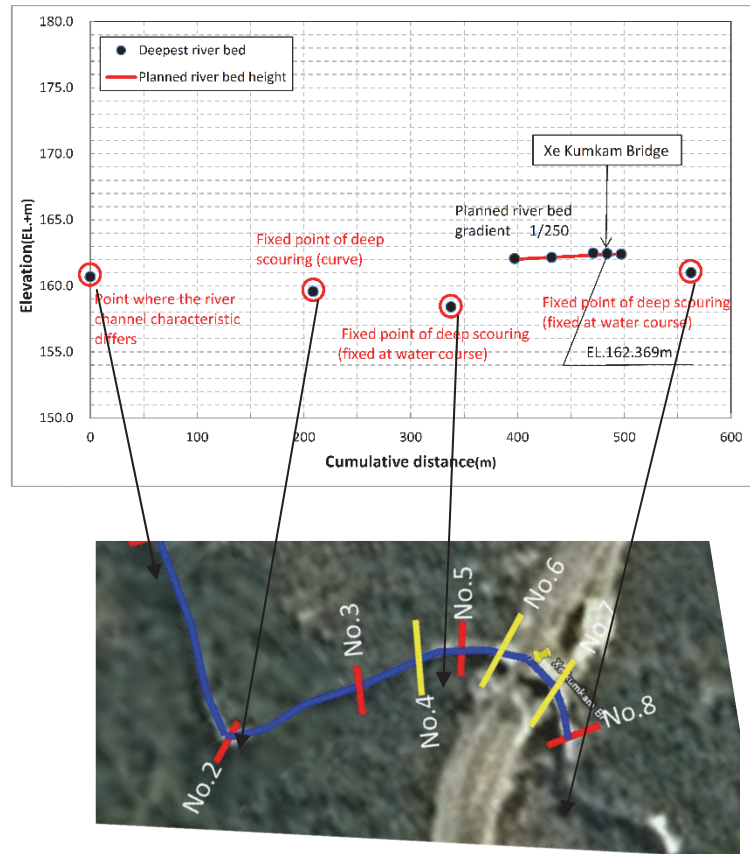 180.0
175.0
170.0
165.0
160.0
155.0
150.0
Elevation(EL.+m)
Deepest river bed
Planned river bed height
Xe Kumkam Bridge
Planned river bed
gradient 1/250
Fixed point of deep
scouring (curve)
Point where the river
channel characteristic
differs
Fixed point of deep scouring
(fixed at water course)
Fixed point of deep scouring
(fixed at water course)
EL.162.369m
0
100
200
300
400
500
600
Cumulative distance(m)
No.2
No.3
No.4
No.5
No.6
No.7
No.8